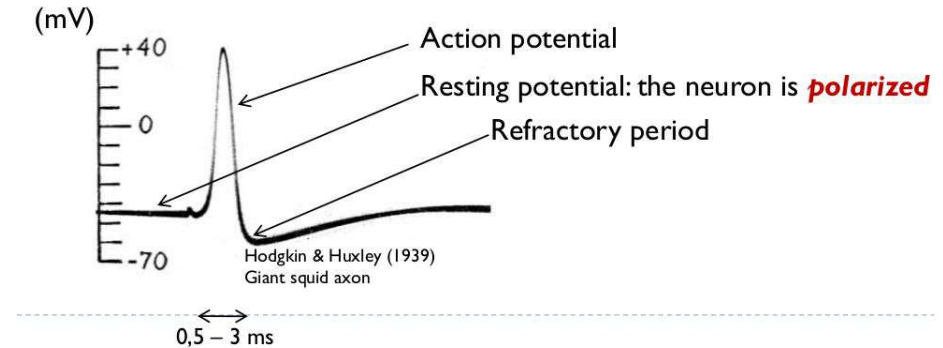 (mV)
+40
Action potential
Resting potential: the neuron is polarized
0
Refractory period
-70
Hodgkin & Huxley (1939)
Giant squid axon
0,5 – 3 ms